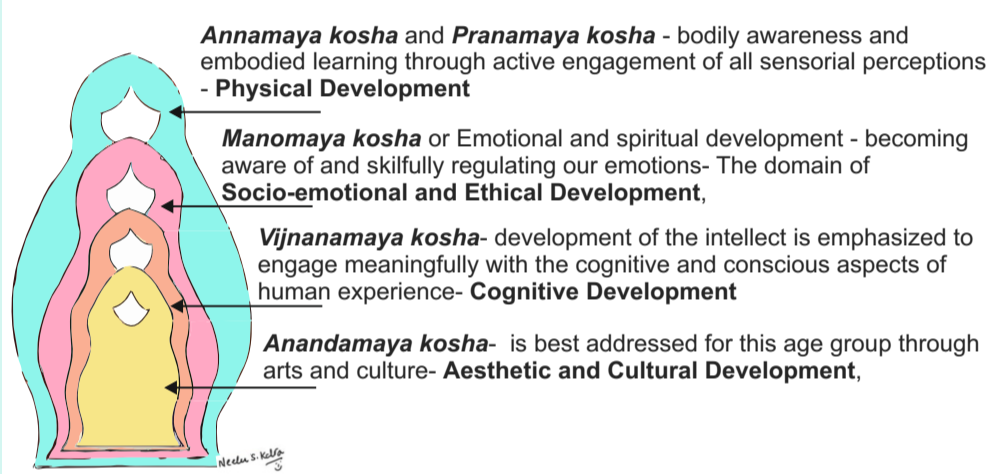 Annamaya kosha and Pranamaya kosha - bodily awareness and
embodied learning through active engagement of all sensorial perceptions
- Physical Development
Manomaya kosha or Emotional and spiritual development - becoming
aware of and skilfully regulating our emotions- The domain of
Socio-emotional and Ethical Development,
Vijnanamaya kosha- development of the intellect is emphasized to
engage meaningfully with the cognitive and conscious aspects of
human experience- Cognitive Development
Anandamaya kosha- is best addressed for this age group through
arts and culture- Aesthetic and Cultural Development,
Neelu S.